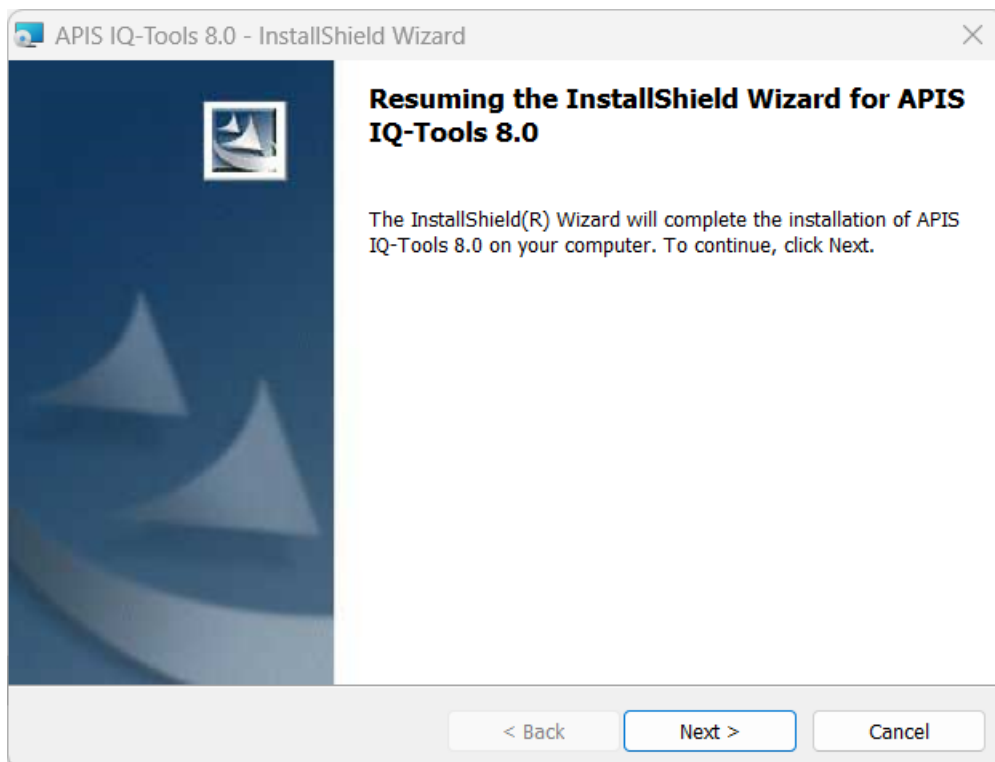 APIS IQ-Tools 8.0 - InstallShield Wizard
Resuming the InstallShield Wizard for APIS
IQ-Tools 8.0
The InstallShield(R) Wizard will complete the installation of APIS
IQ-Tools 8.0 on your computer. To continue, click Next.
< Back
Next >
Cancel